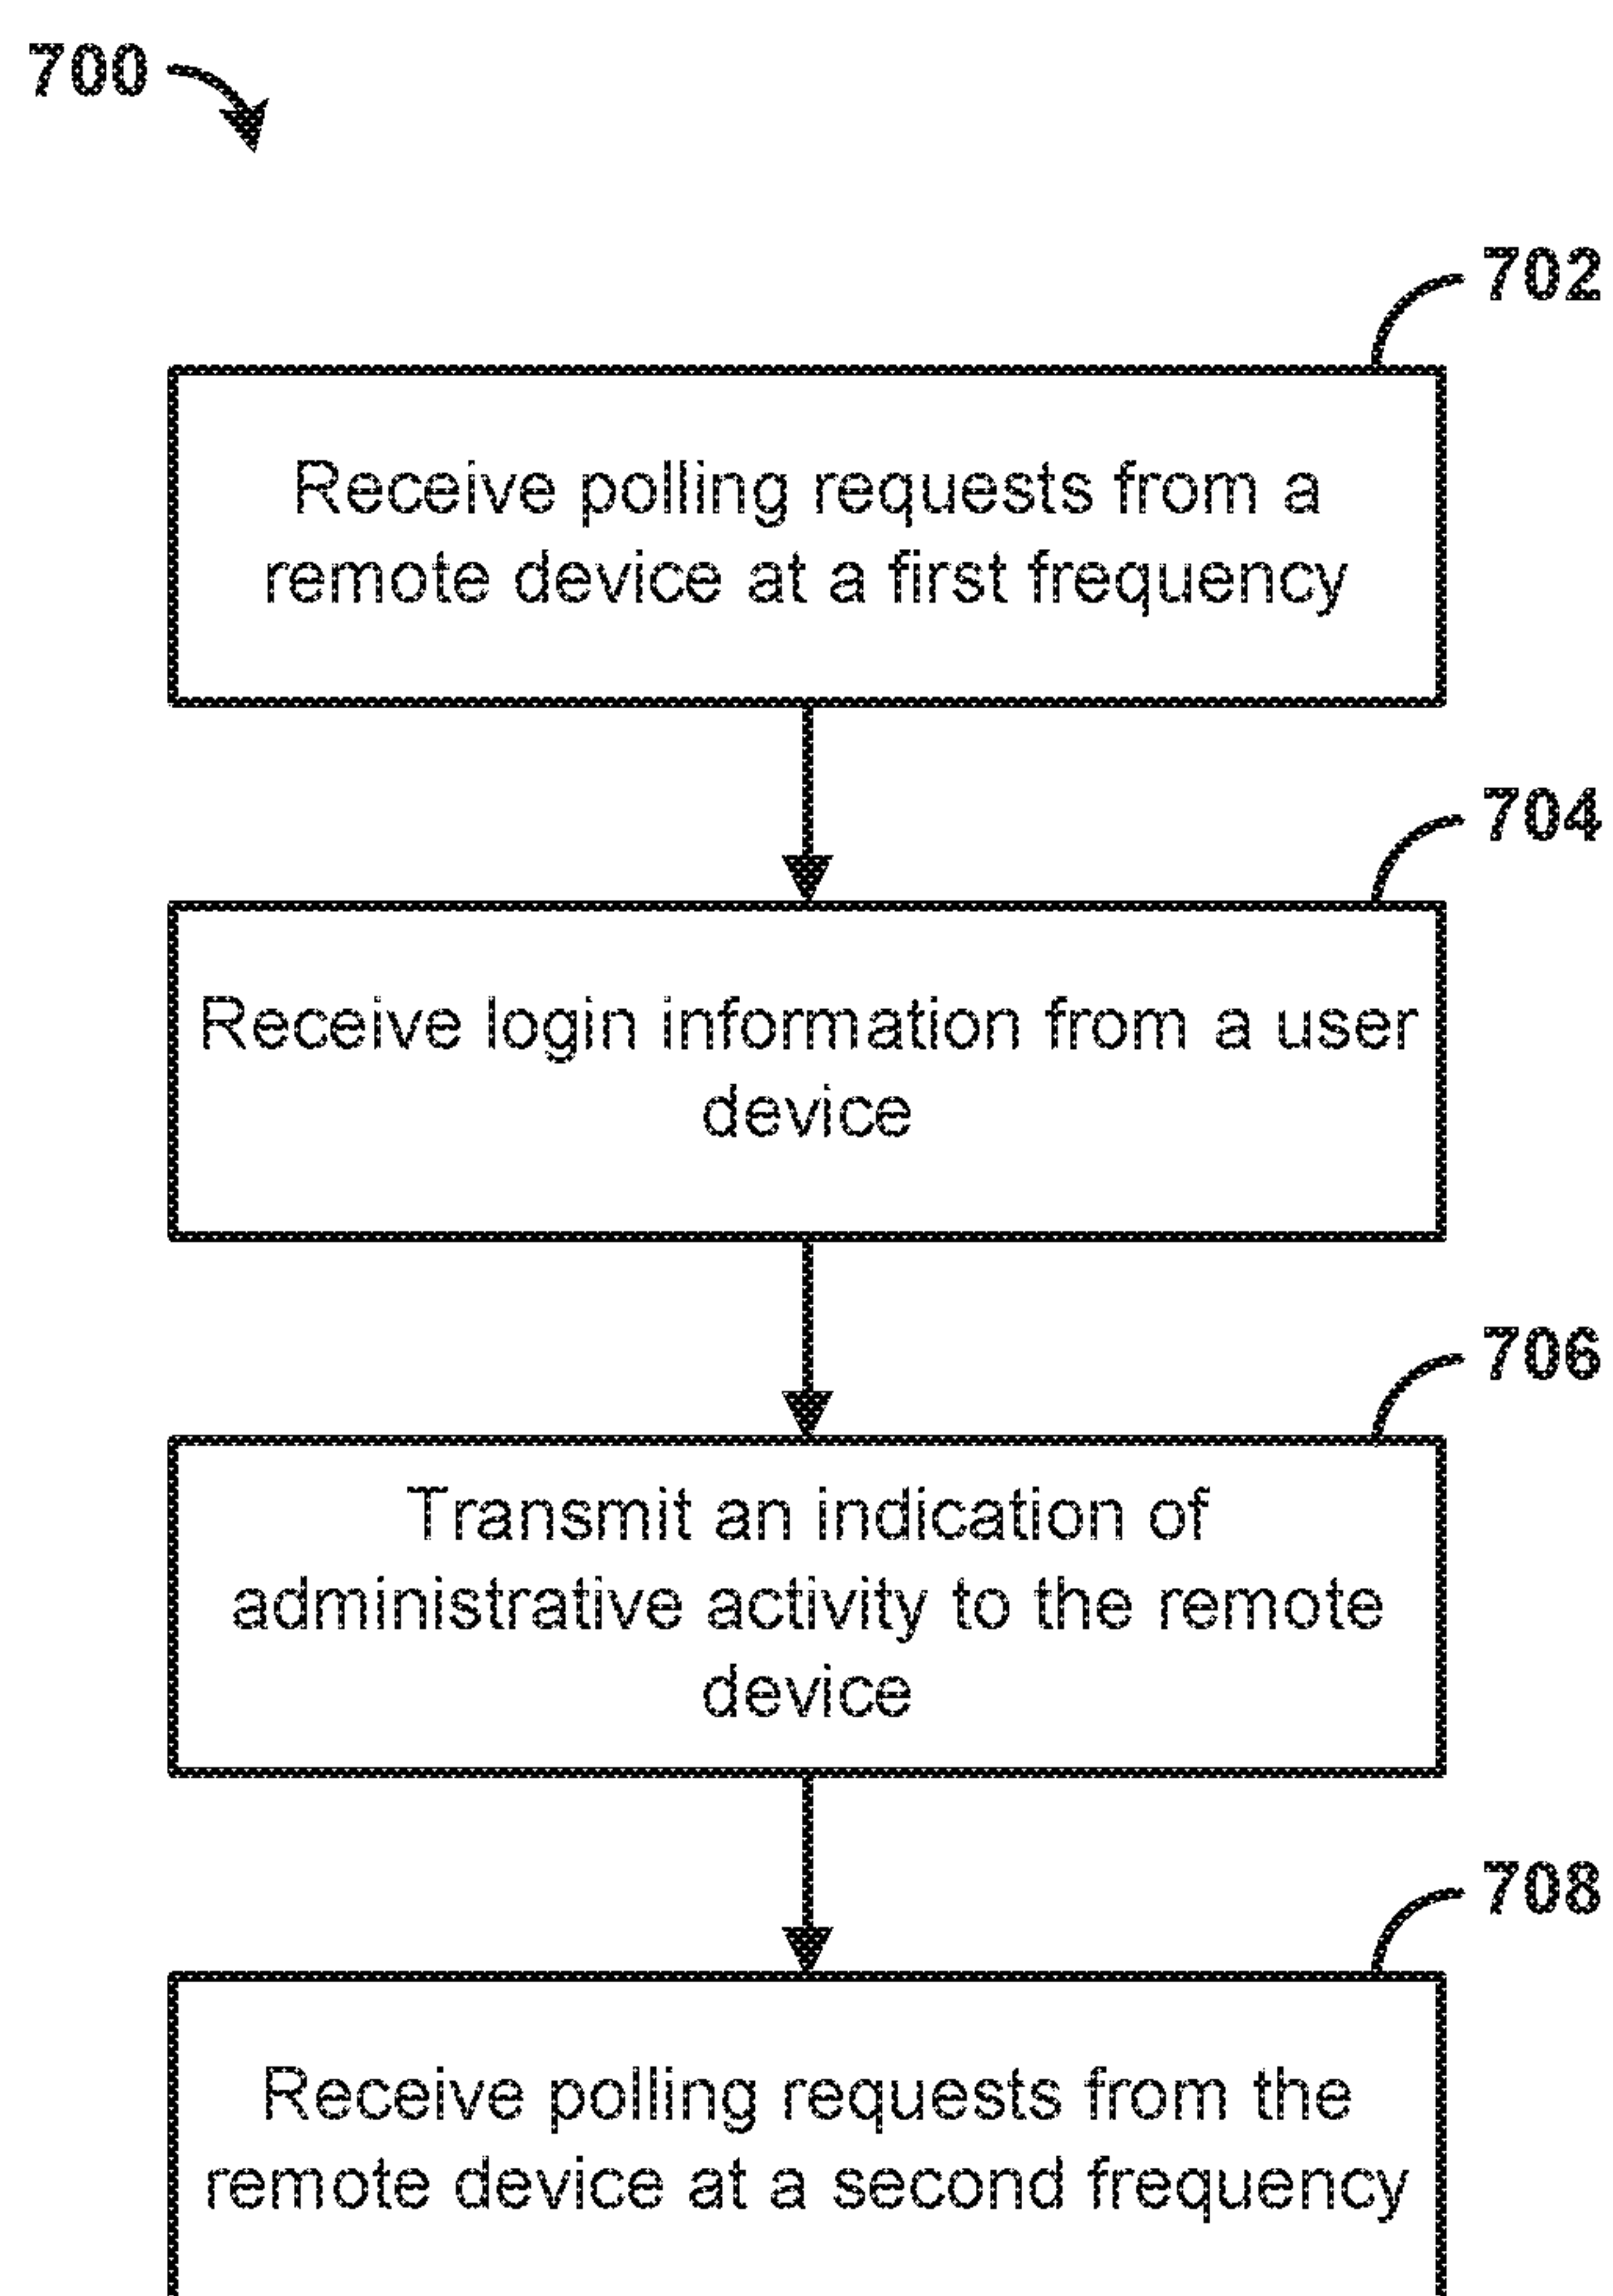 700
702
Receive polling requests from a
remote device at a first frequency
704
Receive login information from a user
device
706
Transmit an indication of
administrative activity to the remote
device
708
Receive polling requests from the
remote device at a second frequency